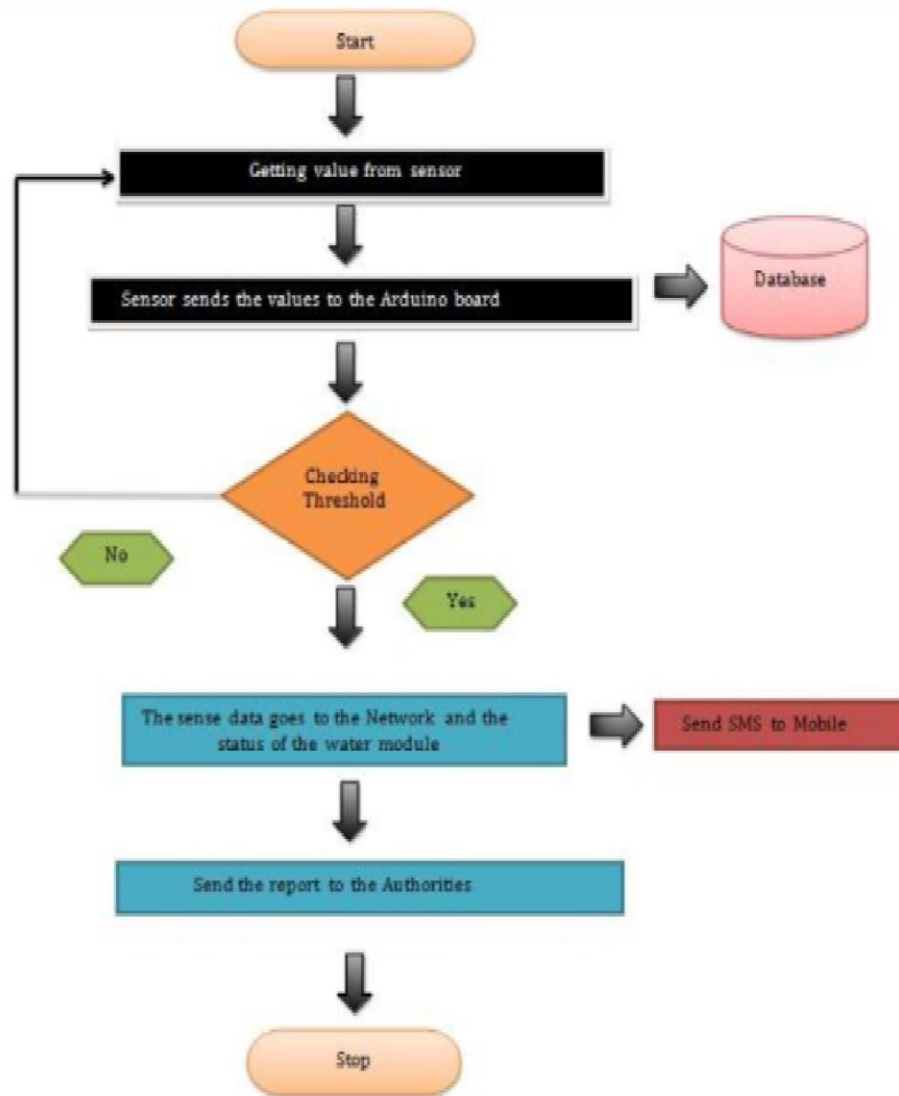 Start
Getting value from sensor
Sensor sends the values to the Arduino board
Database
Checking
Threshold
No
Yes
The sense data goes to the Network and the
status of the water module
Send SMS to Mobile
Send the report to the Authorities
Stop